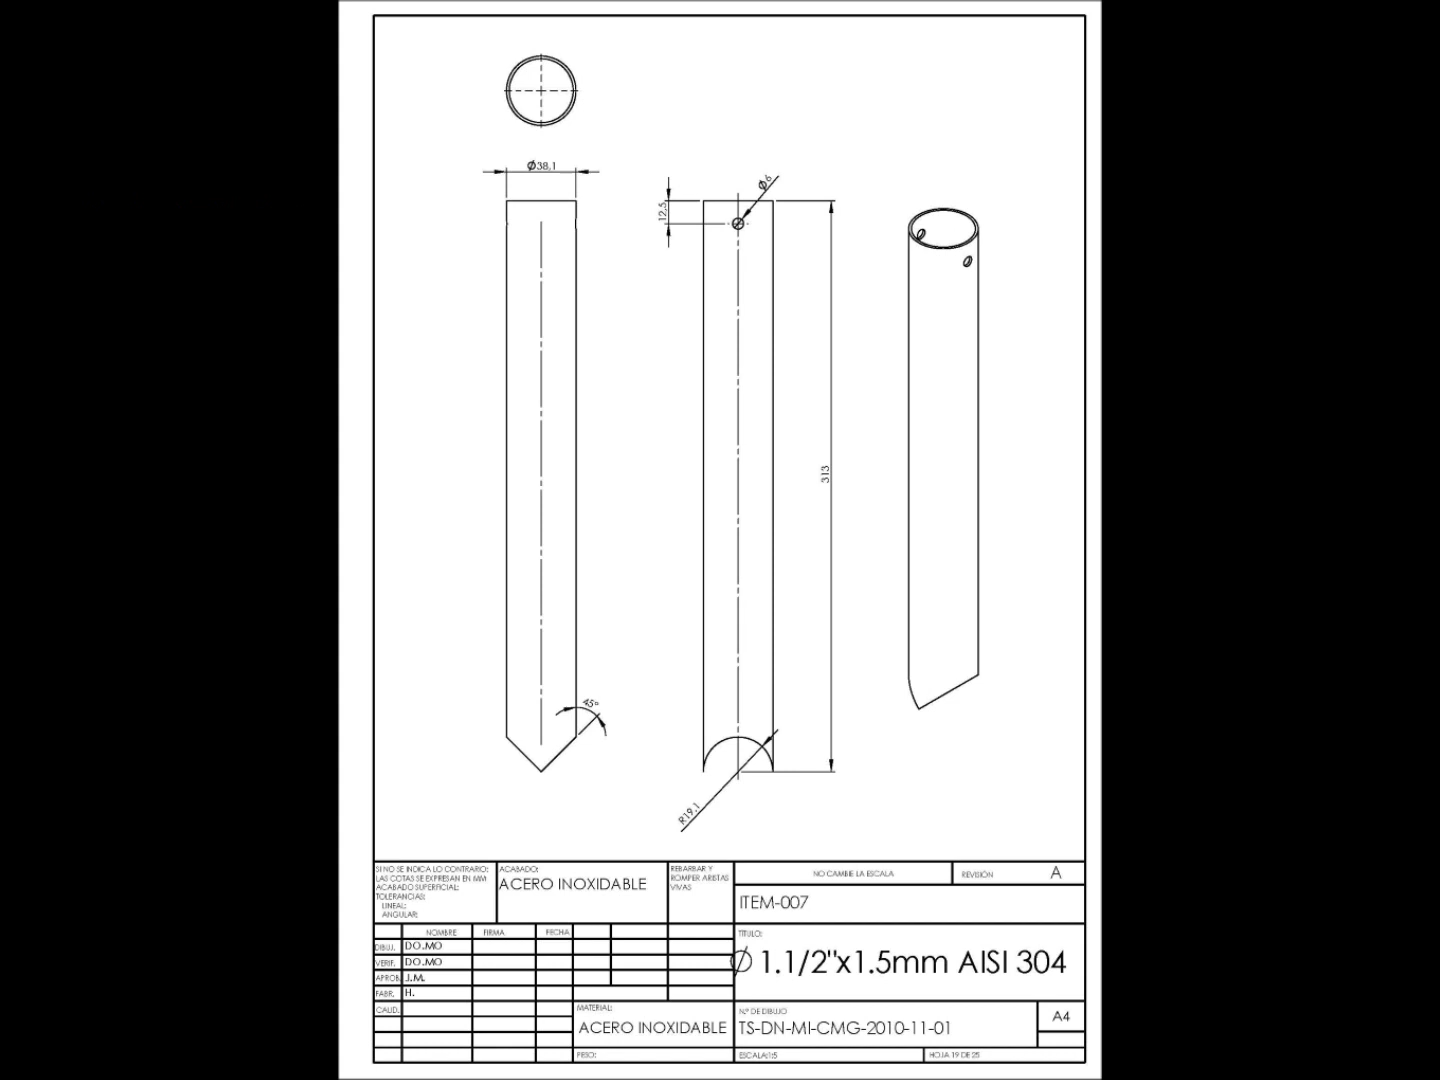 Ø38,1
12,5
Ø6
313
45°
R19,1
SI NO SE INDICA LO CONTRARIO:
LAS COTAS SE EXPRESAN EN MM
ACABADO SUPERFICIAL:
TOLERANCIAS:
LINEAL:
ANGULAR:
ACABADO:
ACERO INOXIDABLE
REBARBAR Y
ROMPER ARISTAS
VIVAS
NO CAMBIE LA ESCALA
REVISIÓN
A
ITEM-007
NOMBRE
FIRMA
FECHA
DIBUJ.
DO.MO
VERIF.
DO.MO
APROB.
J.M.
FABR.
H.
CALID.
TÍTULO:
Ø 1.1/2"x1.5mm AISI 304
MATERIAL:
ACERO INOXIDABLE
N.º DE DIBUJO
TS-DN-MI-CMG-2010-11-01
A4
PESO:
ESCALA:1:5
HOJA 19 DE 25